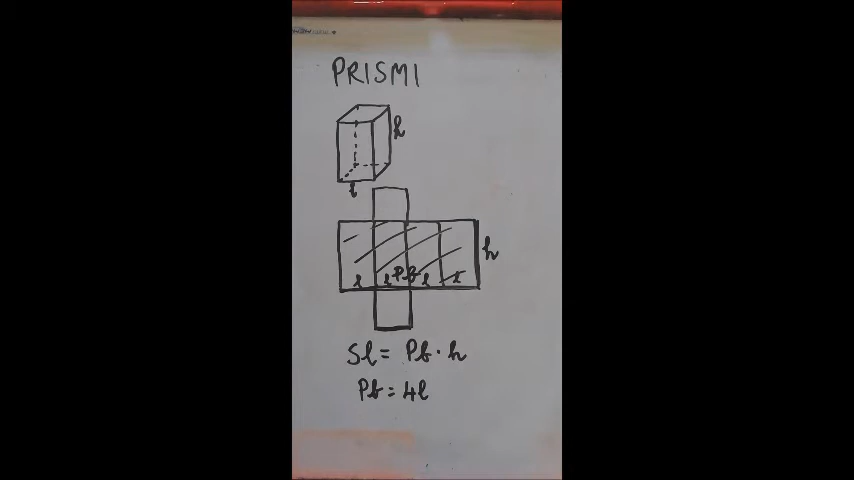 PRISMI
h
l
h
l l Pb l l
Sl = Pb · h
Pb = 4l